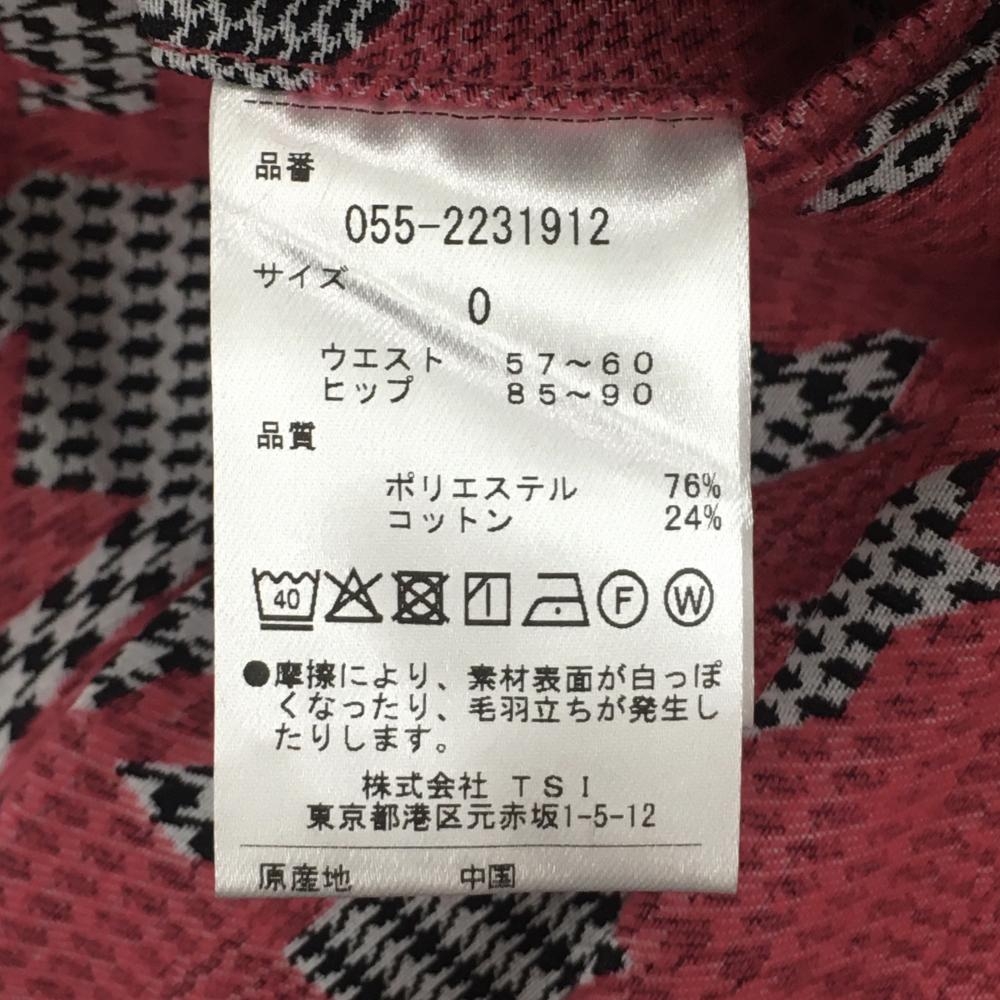 品番
055-2231912
サイズ
0
ウエスト 57～60
ヒップ 85～90
品質
ポリエステル 76%
コットン 24%
40 F W
●摩擦により、素材表面が白っぽ
くなったり、毛羽立ちが発生し
たりします。
株式会社 TSI
東京都港区元赤坂1-5-12
原産地 中国